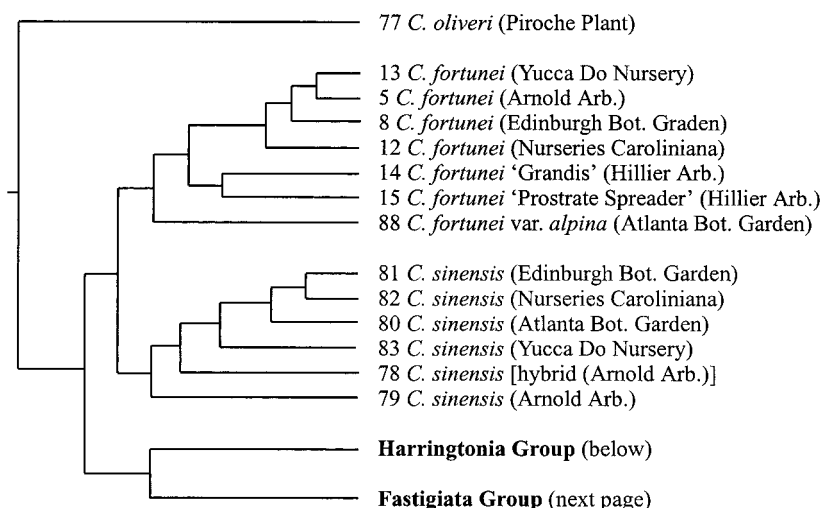 77 C. oliveri (Piroche Plant)
13 C. fortunei (Yucca Do Nursery)
5 C. fortunei (Arnold Arb.)
8 C. fortunei (Edinburgh Bot. Graden)
12 C. fortunei (Nurseries Caroliniana)
14 C. fortunei ‘Grandis’ (Hillier Arb.)
15 C. fortunei ‘Prostrate Spreader’ (Hillier Arb.)
88 C. fortunei var. alpina (Atlanta Bot. Garden)
81 C. sinensis (Edinburgh Bot. Garden)
82 C. sinensis (Nurseries Caroliniana)
80 C. sinensis (Atlanta Bot. Garden)
83 C. sinensis (Yucca Do Nursery)
78 C. sinensis [hybrid (Arnold Arb.)]
79 C. sinensis (Arnold Arb.)
Harringtonia Group (below)
Fastigiata Group (next page)